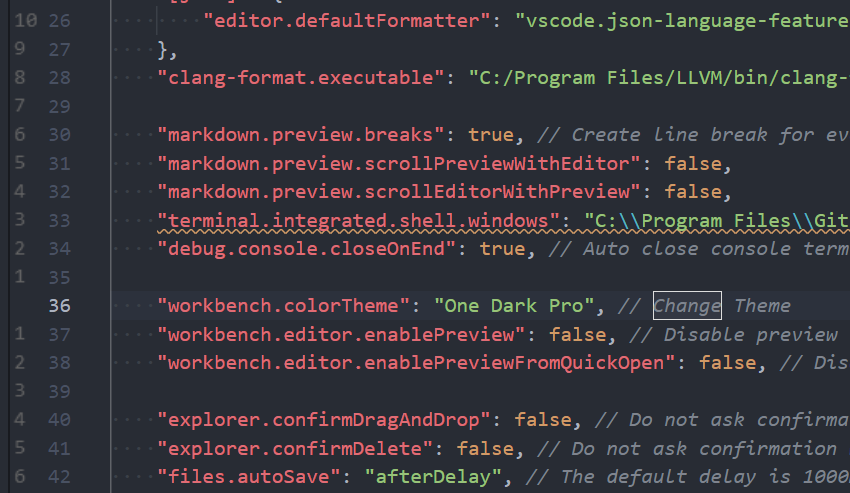 10 26 "editor.defaultFormatter": "vscode.json-language-feature
9 27 },
8 28 "clang-format.executable": "C:/Program Files/LLVM/bin/clang-
7 29
6 30 "markdown.preview.breaks": true, // Create line break for ev
5 31 "markdown.preview.scrollPreviewWithEditor": false,
4 32 "markdown.preview.scrollEditorWithPreview": false,
3 33 "terminal.integrated.shell.windows": "C:\\Program Files\\Git
2 34 "debug.console.closeOnEnd": true, // Auto close console term
1 35
36 "workbench.colorTheme": "One Dark Pro", // Change Theme
1 37 "workbench.editor.enablePreview": false, // Disable preview
2 38 "workbench.editor.enablePreviewFromQuickOpen": false, // Dis
3 39
4 40 "explorer.confirmDragAndDrop": false, // Do not ask confirma
5 41 "explorer.confirmDelete": false, // Do not ask confirmation
6 42 "files.autoSave": "afterDelay", // The default delay is 1000